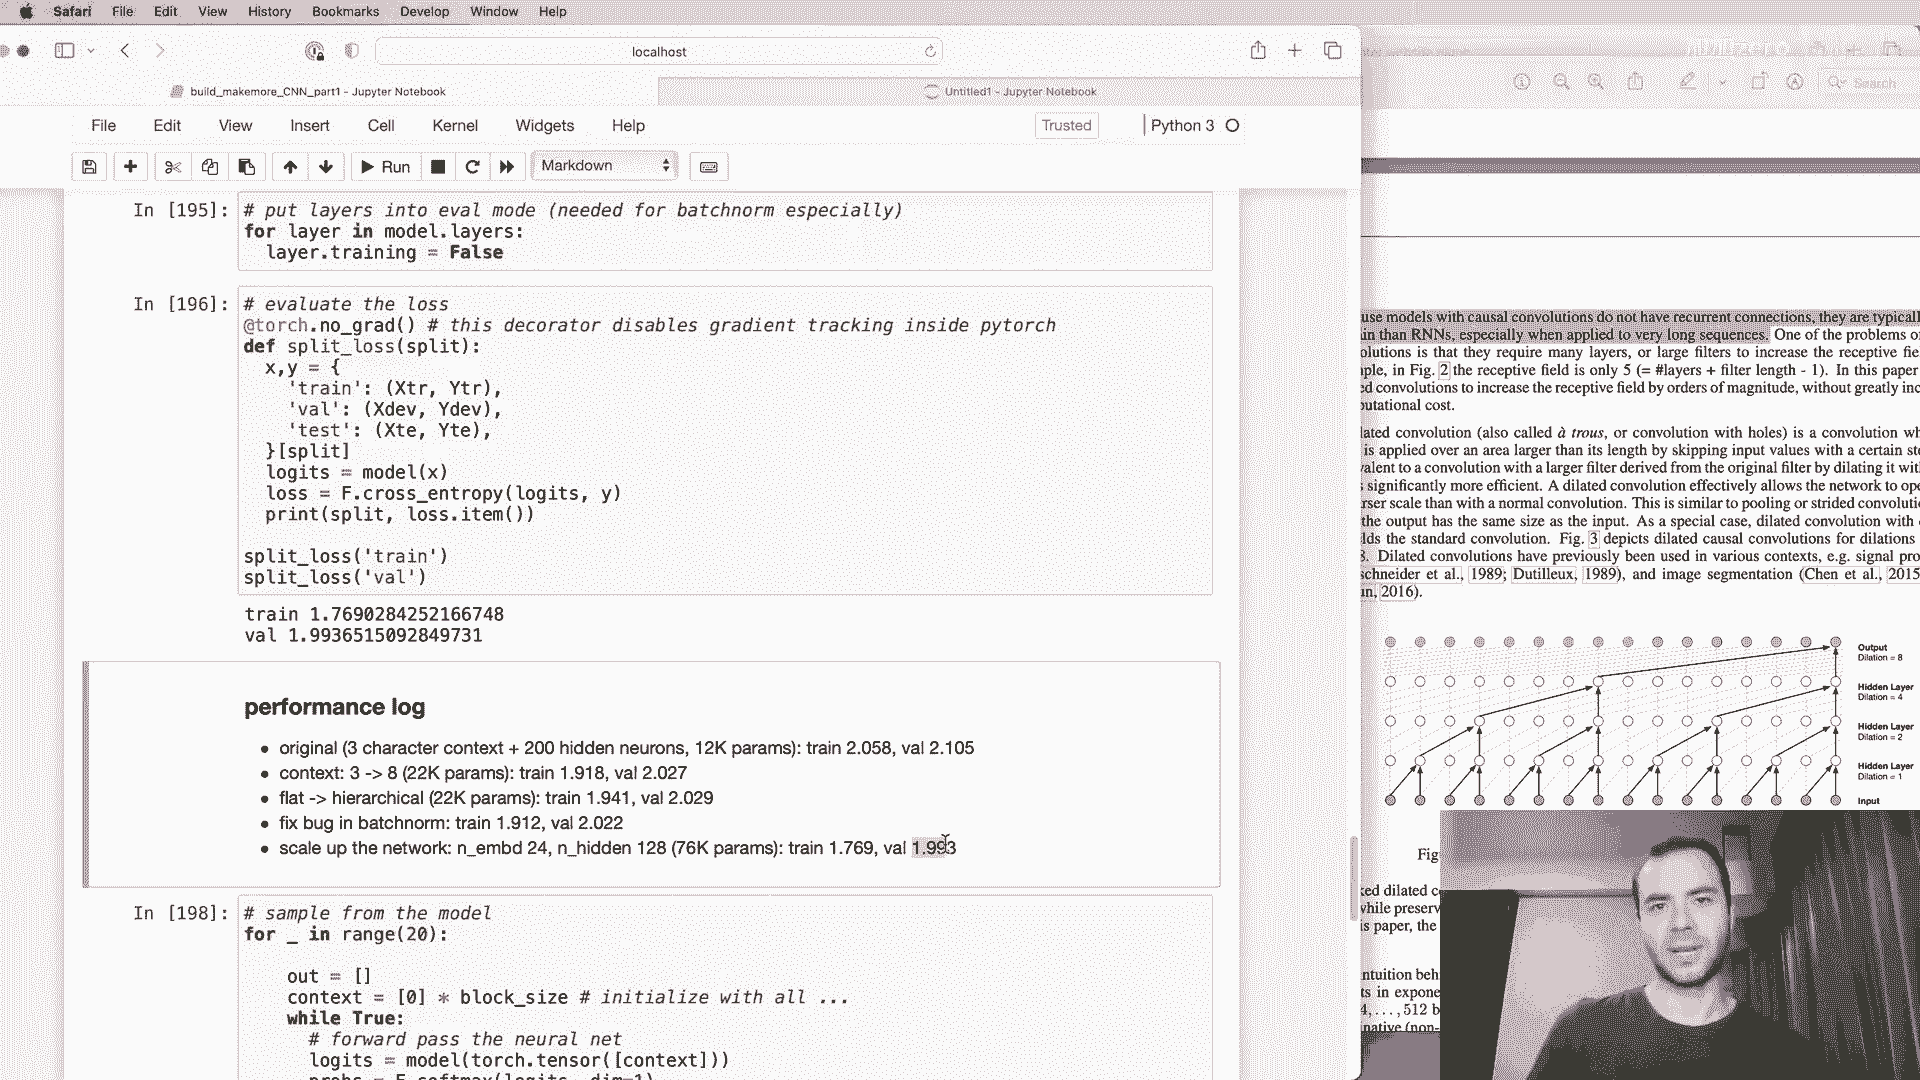 Safari File Edit View History Bookmarks Develop Window Help
localhost
build_makemore_CNN_part1 - Jupyter Notebook
Untitled1 - Jupyter Notebook
Search
File Edit View Insert Cell Kernel Widgets Help
Trusted
Python 3
Run
Markdown
In [195]:
# put layers into eval mode (needed for batchnorm especially)
for layer in model.layers:
layer.training = False
In [196]:
# evaluate the loss
@torch.no_grad() # this decorator disables gradient tracking inside pytorch
def split_loss(split):
x,y = {
'train': (Xtr, Ytr),
'val': (Xdev, Ydev),
'test': (Xte, Yte),
}[split]
logits = model(x)
loss = F.cross_entropy(logits, y)
print(split, loss.item())
split_loss('train')
split_loss('val')
train 1.7690284252166748
val 1.9936515092849731
performance log
• original (3 character context + 200 hidden neurons, 12K params): train 2.058, val 2.105
• context: 3 -> 8 (22K params): train 1.918, val 2.027
• flat -> hierarchical (22K params): train 1.941, val 2.029
• fix bug in batchnorm: train 1.912, val 2.022
• scale up the network: n_embd 24, n_hidden 128 (76K params): train 1.769, val 1.993
In [198]:
# sample from the model
for _ in range(20):
out = []
context = [0] * block_size # initialize with all ...
while True:
# forward pass the neural net
logits = model(torch.tensor([context]))
use models with causal convolutions do not have recurrent connections, they are typicall
in than RNNs, especially when applied to very long sequences. One of the problems o
olutions is that they require many layers, or large filters to increase the receptive fie
ple, in Fig. 2 the receptive field is only 5 (= #layers + filter length - 1). In this paper
ed convolutions to increase the receptive field by orders of magnitude, without greatly inc
putational cost.
lated convolution (also called à trous, or convolution with holes) is a convolution wh
is applied over an area larger than its length by skipping input values with a certain st
valent to a convolution with a larger filter derived from the original filter by dilating it wit
s significantly more efficient. A dilated convolution effectively allows the network to ope
rser scale than with a normal convolution. This is similar to pooling or strided convolutio
the output has the same size as the input. As a special case, dilated convolution with
lds the standard convolution. Fig. 3 depicts dilated causal convolutions for dilations
8. Dilated convolutions have previously been used in various contexts, e.g. signal pro
schneider et al., 1989; Dutilleux, 1989), and image segmentation (Chen et al., 2015
un, 2016).
Output
Dilation = 8
Hidden Layer
Dilation = 4
Hidden Layer
Dilation = 2
Hidden Layer
Dilation = 1
Input
Fig
ked dilated c
while preserv
is paper, the
intuition beh
ts in expone
4, . . . , 512 b
native (non-